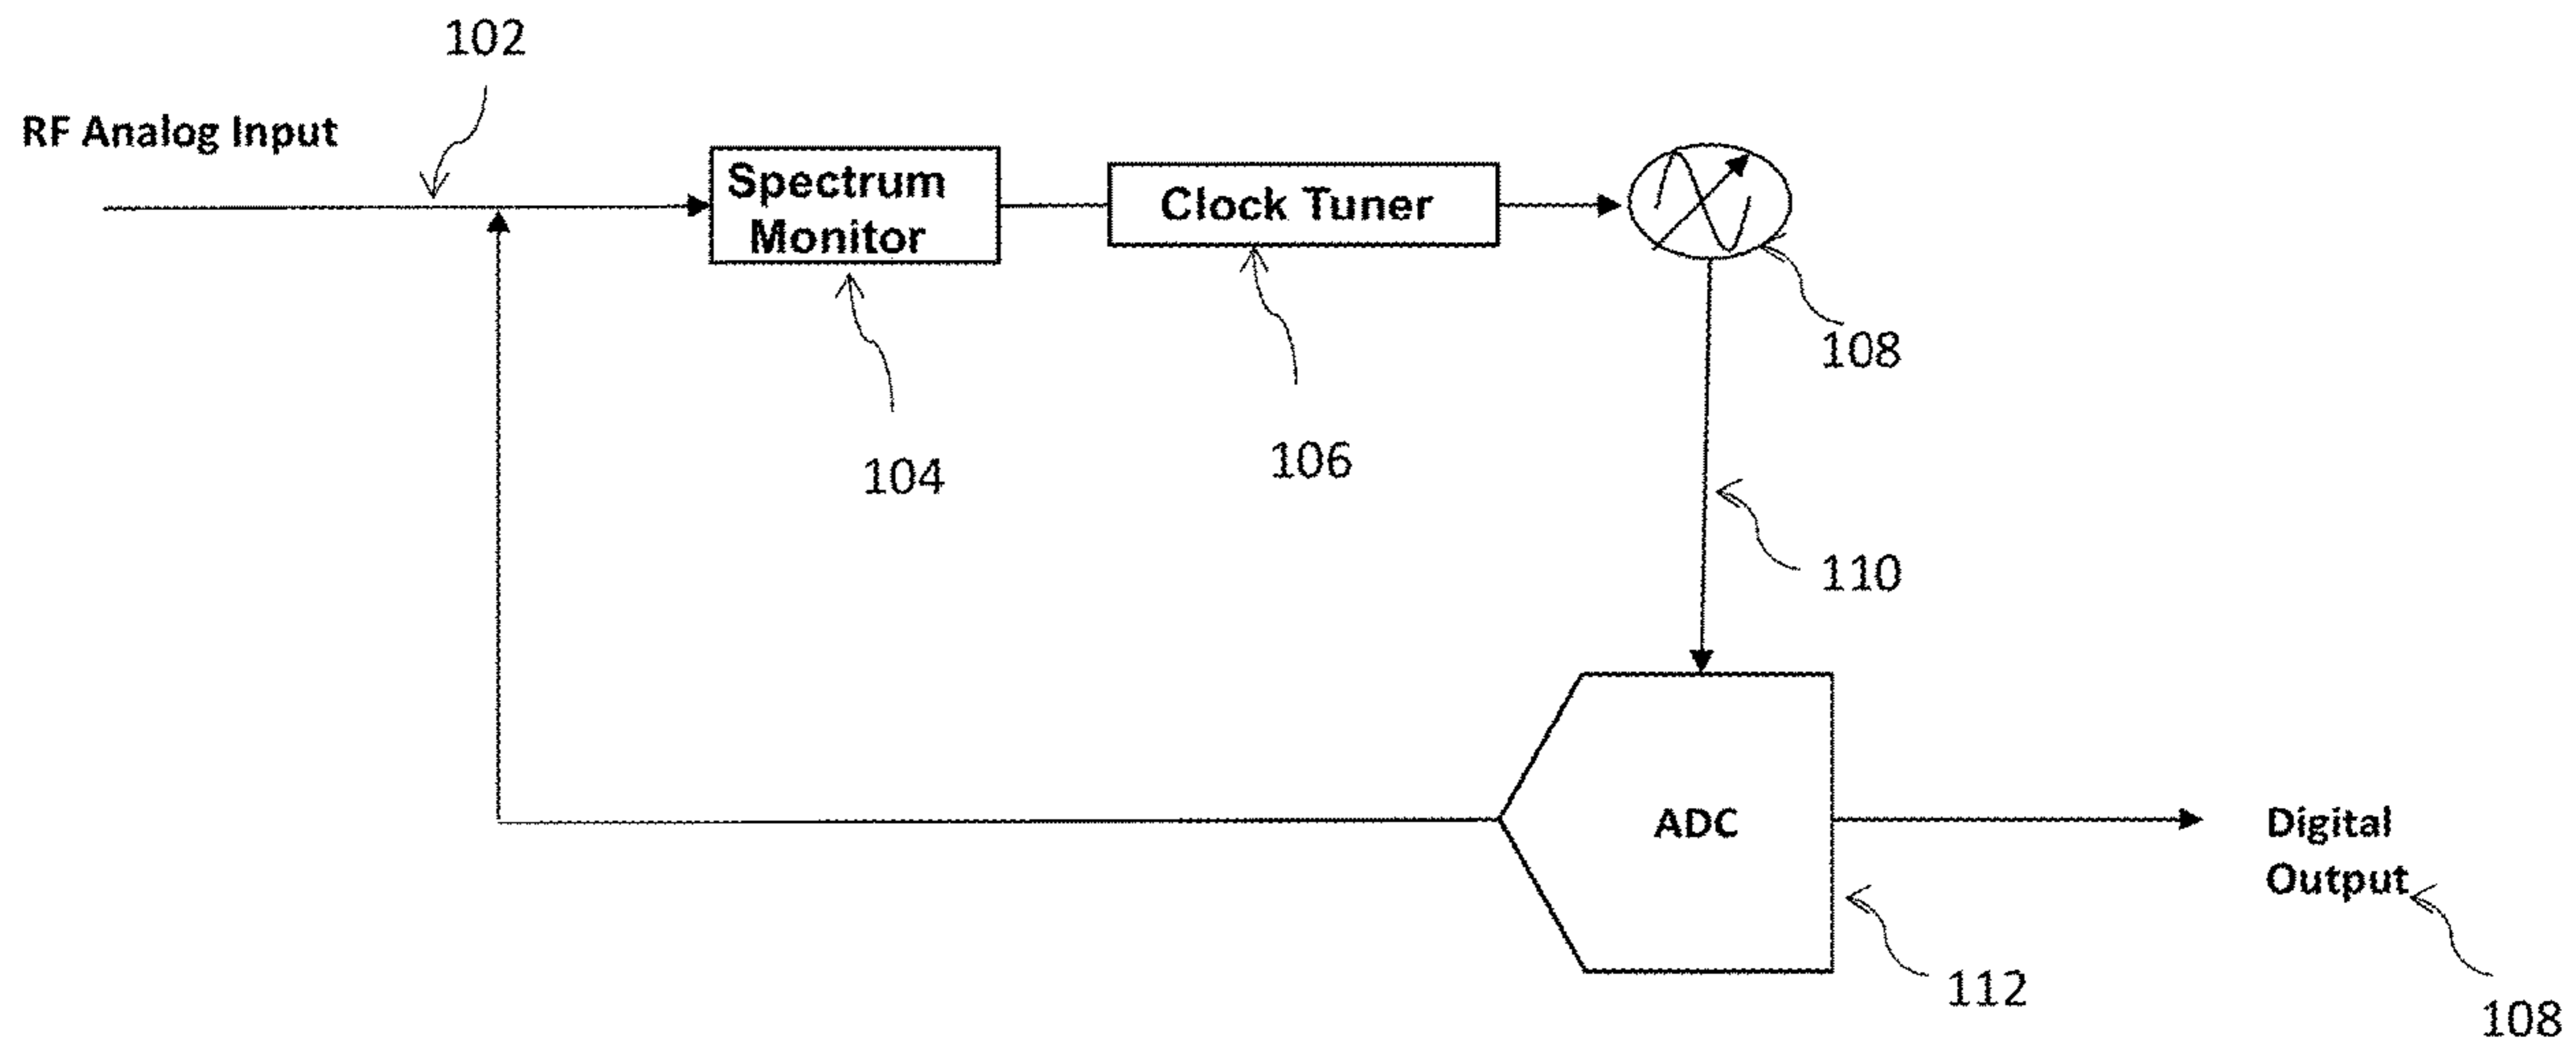 102
RF Analog Input
Spectrum
Monitor
Clock Tuner
108
104
106
110
ADC
Digital
Output
112
108